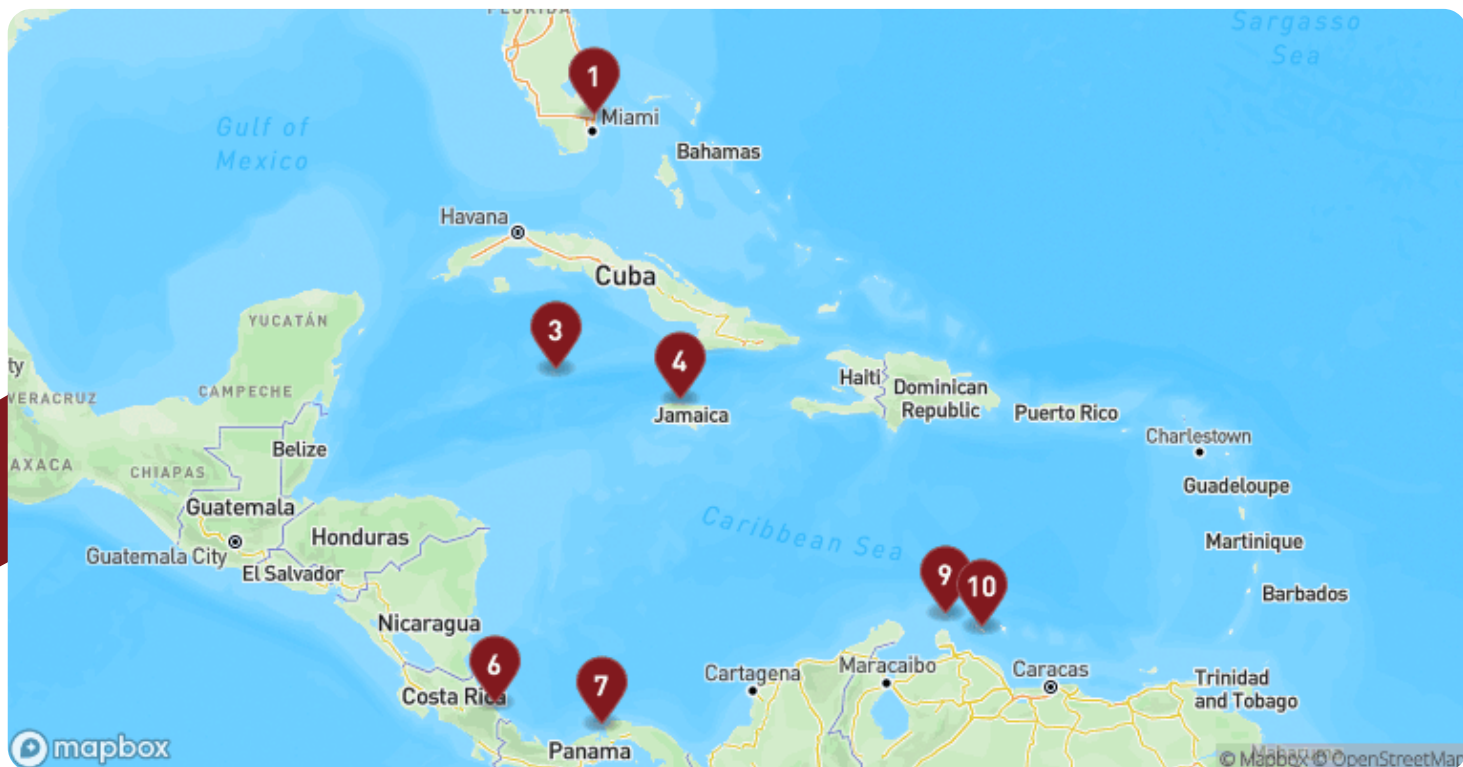 FLORIDA
Sargasso
Sea
1
Miami
Gulf of
Mexico
Bahamas
Havana
Cuba
YUCATÁN
3
4
ty
Haiti
Dominican
Republic
CAMPECHE
VERACRUZ
Jamaica
Puerto Rico
Charlestown
Belize
AXACA
CHIAPAS
Guadeloupe
Guatemala
Caribbean Sea
Honduras
Martinique
Guatemala City
El Salvador
9
10
Barbados
Nicaragua
6
7
Cartagena
Maracaibo
Caracas
Trinidad
and Tobago
Costa Rica
Panama
mapbox
© Mapbox © OpenStreetMap